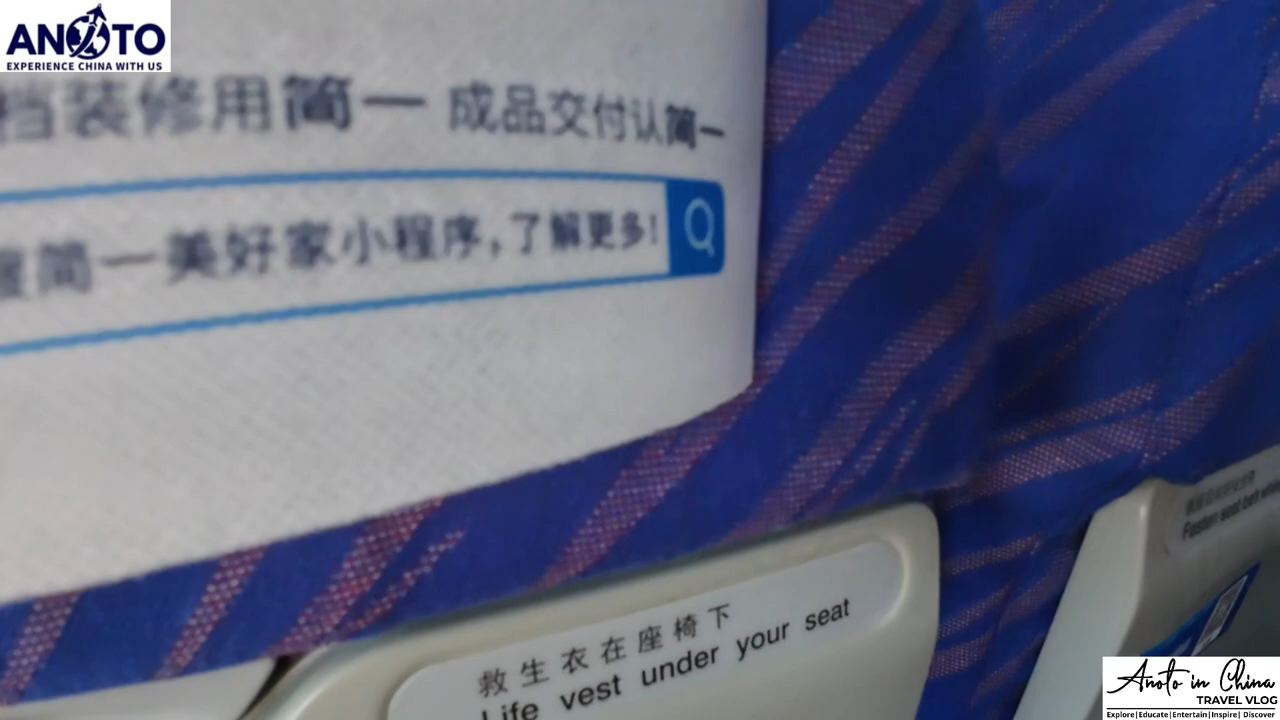 ANOTO
EXPERIENCE CHINA WITH US
档装修用简一 成品交付认简一
简一美好家小程序，了解更多！
救生衣在座椅下
Life vest under your seat
Fasten seat belt
Anoto in China
TRAVEL VLOG
Explore|Educate|Entertain|Inspire| Discover